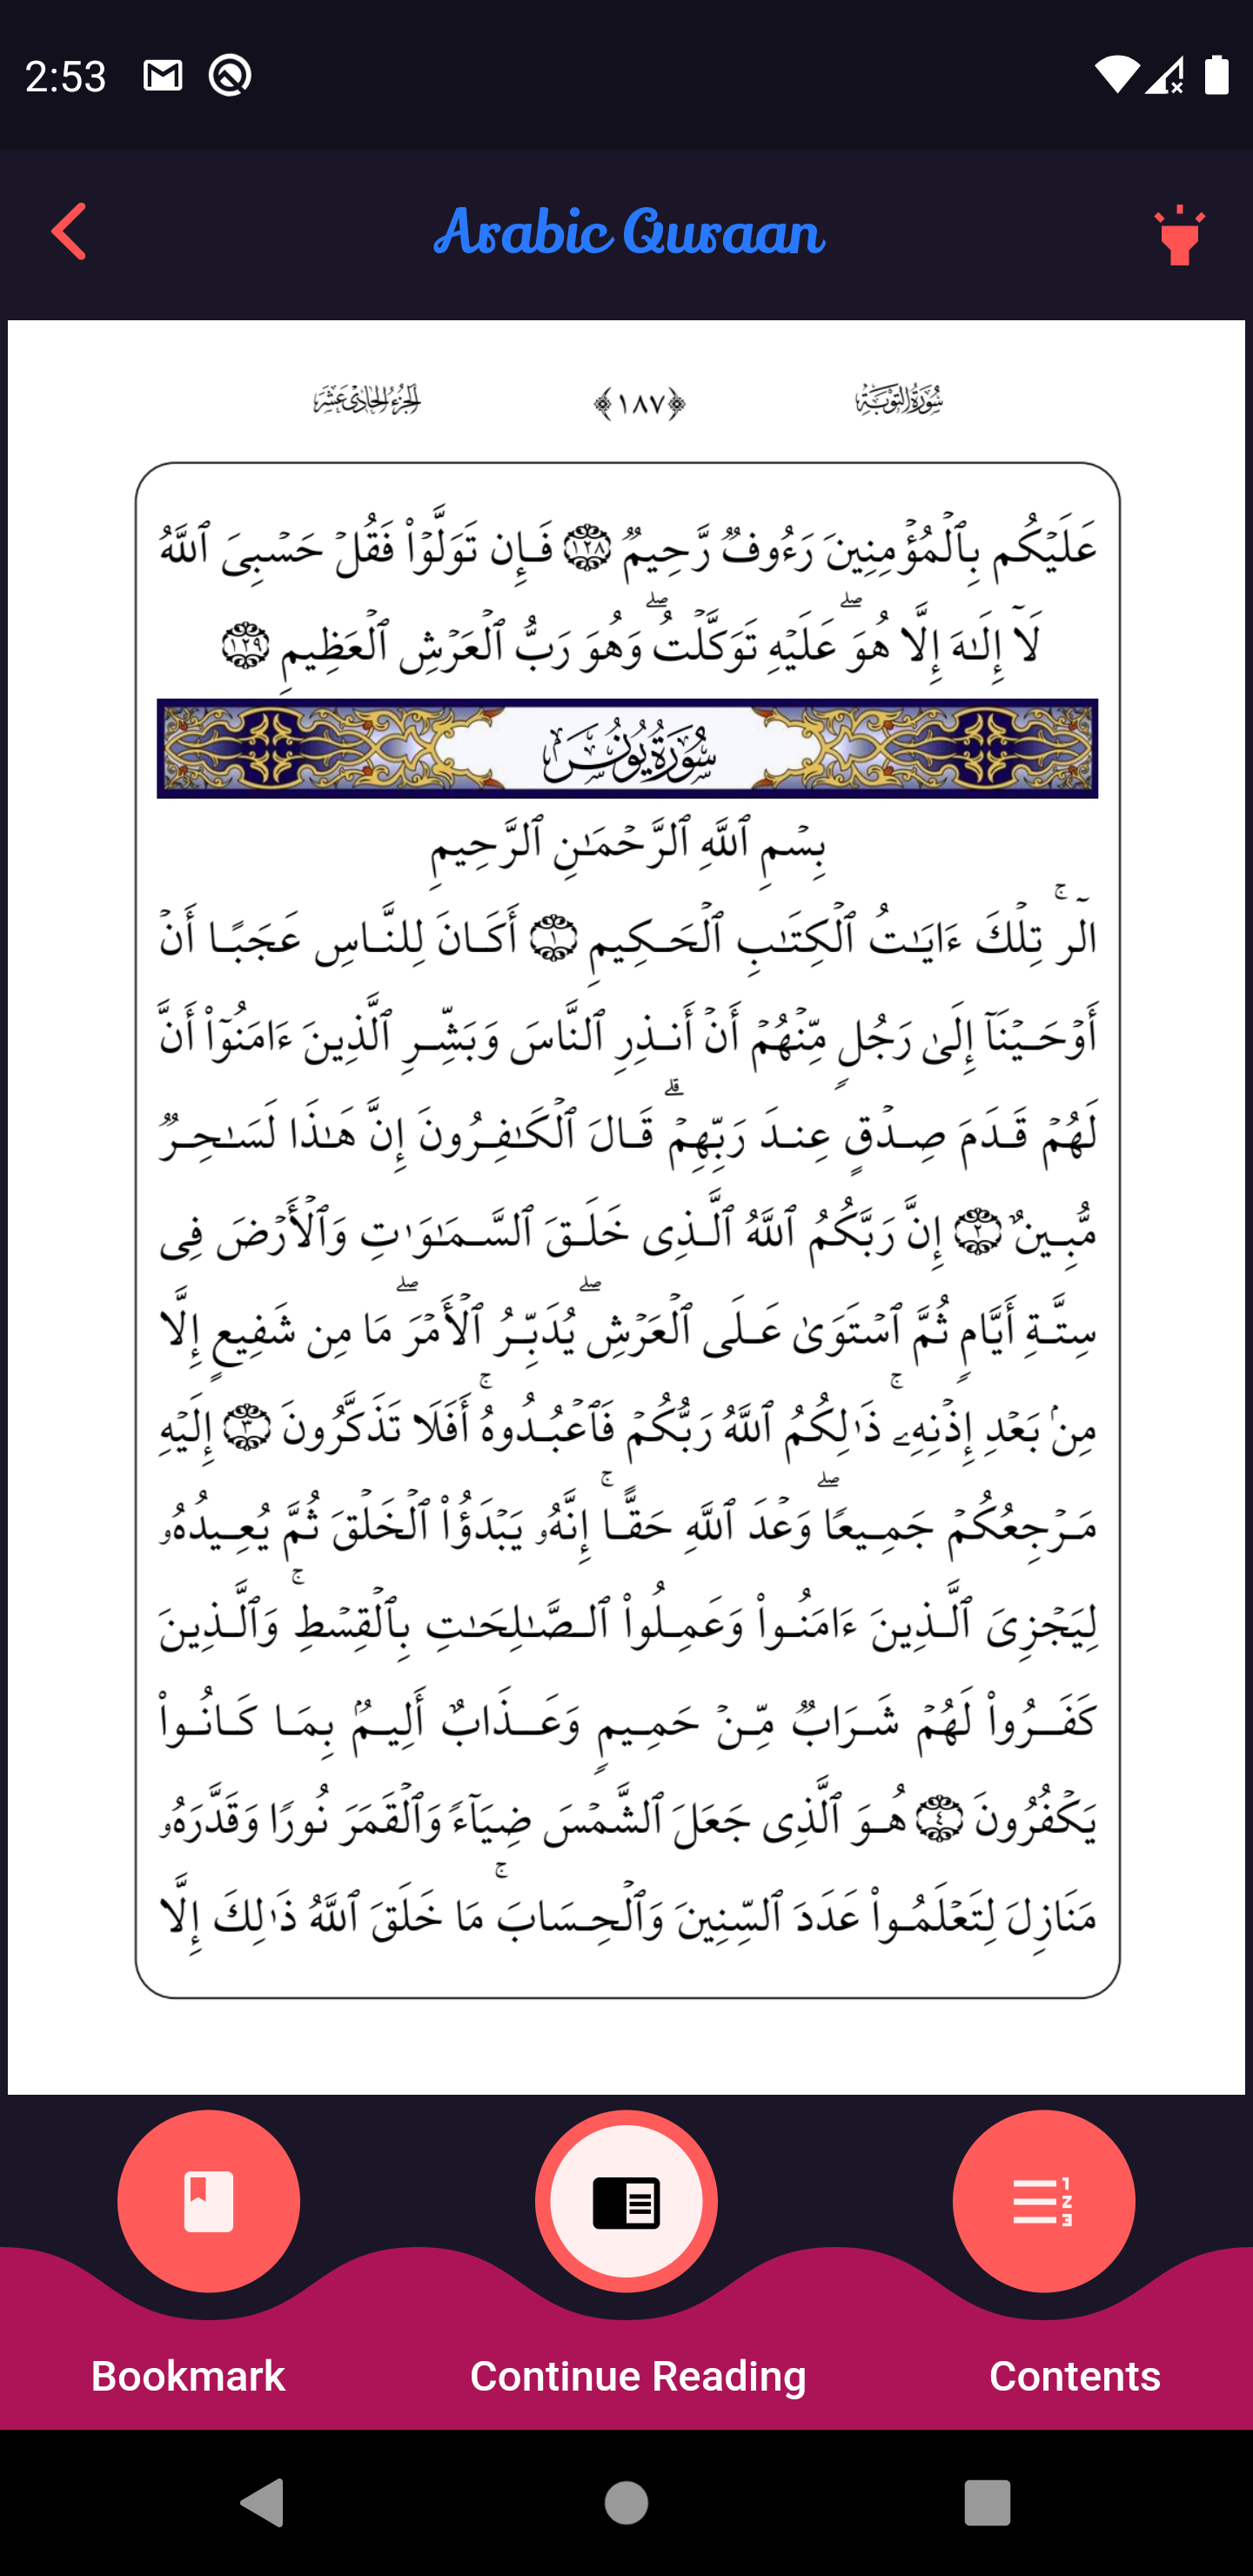 2:53
Arabic Quraan
سُورَةُ التَّوْبَةِ ﴿١٨٧﴾ الجُزْءُ الحَادِيْ عَشَرَ
عَلَيۡكُم بِٱلۡمُؤۡمِنِينَ رَءُوفٞ رَّحِيمٞ ١٢٨ فَإِن تَوَلَّوۡاْ فَقُلۡ حَسۡبِيَ ٱللَّهُ
لَآ إِلَٰهَ إِلَّا هُوَۖ عَلَيۡهِ تَوَكَّلۡتُۖ وَهُوَ رَبُّ ٱلۡعَرۡشِ ٱلۡعَظِيمِ ١٢٩
سُورَةُ يُونُسَ
بِسۡمِ ٱللَّهِ ٱلرَّحۡمَٰنِ ٱلرَّحِيمِ
الٓرۚ تِلۡكَ ءَايَٰتُ ٱلۡكِتَٰبِ ٱلۡحَكِيمِ ١ أَكَانَ لِلنَّاسِ عَجَبًا أَنۡ
أَوۡحَيۡنَآ إِلَىٰ رَجُلٖ مِّنۡهُمۡ أَنۡ أَنذِرِ ٱلنَّاسَ وَبَشِّرِ ٱلَّذِينَ ءَامَنُوٓاْ أَنَّ
لَهُمۡ قَدَمَ صِدۡقٍ عِندَ رَبِّهِمۡۗ قَالَ ٱلۡكَٰفِرُونَ إِنَّ هَٰذَا لَسَٰحِرٞ
مُّبِينٌ ٢ إِنَّ رَبَّكُمُ ٱللَّهُ ٱلَّذِي خَلَقَ ٱلسَّمَٰوَٰتِ وَٱلۡأَرۡضَ فِي
سِتَّةِ أَيَّامٖ ثُمَّ ٱسۡتَوَىٰ عَلَى ٱلۡعَرۡشِۖ يُدَبِّرُ ٱلۡأَمۡرَۖ مَا مِن شَفِيعٍ إِلَّا
مِنۢ بَعۡدِ إِذۡنِهِۦۚ ذَٰلِكُمُ ٱللَّهُ رَبُّكُمۡ فَٱعۡبُدُوهُۚ أَفَلَا تَذَكَّرُونَ ٣ إِلَيۡهِ
مَرۡجِعُكُمۡ جَمِيعٗاۖ وَعۡدَ ٱللَّهِ حَقًّاۚ إِنَّهُۥ يَبۡدَؤُاْ ٱلۡخَلۡقَ ثُمَّ يُعِيدُهُۥ
لِيَجۡزِيَ ٱلَّذِينَ ءَامَنُواْ وَعَمِلُواْ ٱلصَّٰلِحَٰتِ بِٱلۡقِسۡطِۚ وَٱلَّذِينَ
كَفَرُواْ لَهُمۡ شَرَابٞ مِّنۡ حَمِيمٖ وَعَذَابٌ أَلِيمُۢ بِمَا كَانُواْ
يَكۡفُرُونَ ٤ هُوَ ٱلَّذِي جَعَلَ ٱلشَّمۡسَ ضِيَآءٗ وَٱلۡقَمَرَ نُورٗا وَقَدَّرَهُۥ
مَنَازِلَ لِتَعۡلَمُواْ عَدَدَ ٱلسِّنِينَ وَٱلۡحِسَابَۚ مَا خَلَقَ ٱللَّهُ ذَٰلِكَ إِلَّا
Bookmark Continue Reading Contents